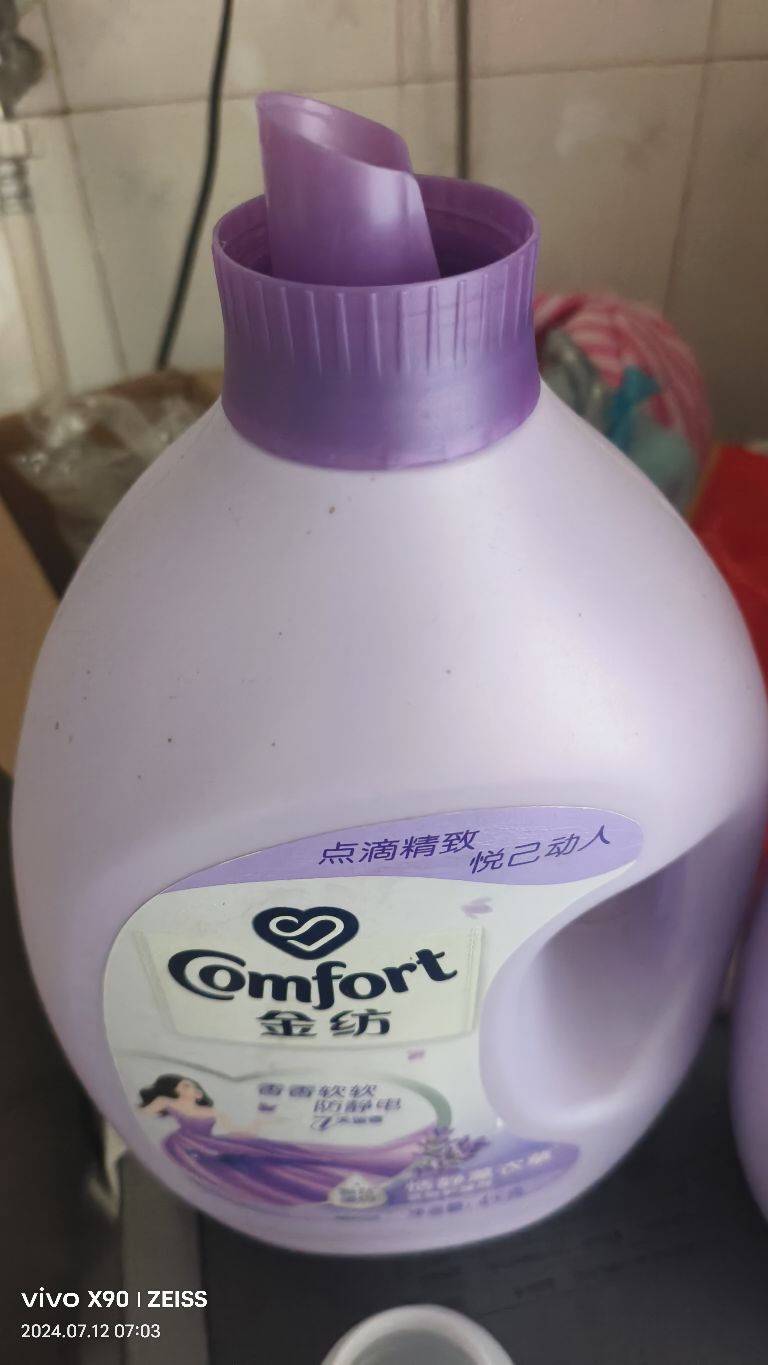 点滴精致 悦己动人
Comfort
金纺
香香软软
防静电
vivo X90 | ZEISS
2024.07.12 07:03